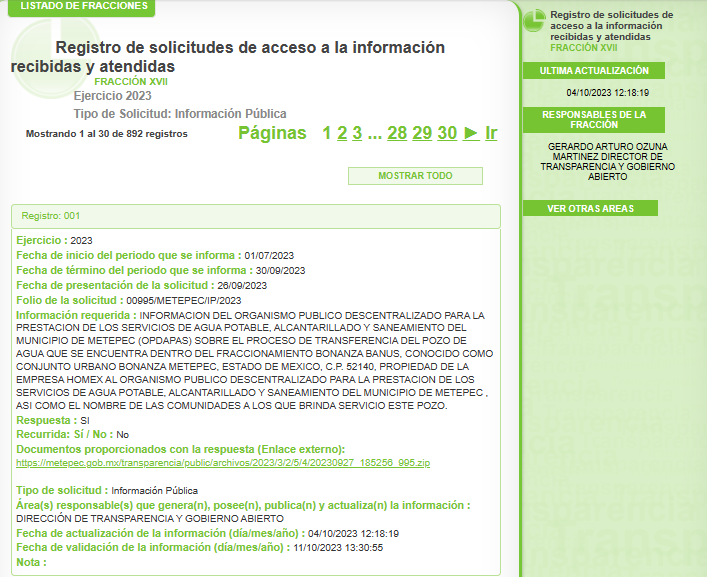 LISTADO DE FRACCIONES
Registro de solicitudes de acceso a la información
recibidas y atendidas
FRACCIÓN XVII
Ejercicio 2023
Tipo de Solicitud: Información Pública
Mostrando 1 al 30 de 892 registros
Páginas 1 2 3 ... 28 29 30 ► Ir
MOSTRAR TODO
Registro: 001
Ejercicio : 2023
Fecha de inicio del periodo que se informa : 01/07/2023
Fecha de término del periodo que se informa : 30/09/2023
Fecha de presentación de la solicitud : 26/09/2023
Folio de la solicitud : 00995/METEPEC/IP/2023
Información requerida : INFORMACION DEL ORGANISMO PUBLICO DESCENTRALIZADO PARA LA
PRESTACION DE LOS SERVICIOS DE AGUA POTABLE, ALCANTARILLADO Y SANEAMIENTO DEL
MUNICIPIO DE METEPEC (OPDAPAS) SOBRE EL PROCESO DE TRANSFERENCIA DEL POZO DE
AGUA QUE SE ENCUENTRA DENTRO DEL FRACCIONAMIENTO BONANZA BANUS, CONOCIDO COMO
CONJUNTO URBANO BONANZA METEPEC, ESTADO DE MEXICO, C.P. 52140, PROPIEDAD DE LA
EMPRESA HOMEX AL ORGANISMO PUBLICO DESCENTRALIZADO PARA LA PRESTACION DE LOS
SERVICIOS DE AGUA POTABLE, ALCANTARILLADO Y SANEAMIENTO DEL MUNICIPIO DE METEPEC ,
ASI COMO EL NOMBRE DE LAS COMUNIDADES A LOS QUE BRINDA SERVICIO ESTE POZO.
Respuesta : SI
Recurrida: Sí / No : No
Documentos proporcionados con la respuesta (Enlace externo):
https://metepec.gob.mx/transparencia/public/archivos/2023/3/2/5/4/20230927_185256_995.zip
Tipo de solicitud : Información Pública
Área(s) responsable(s) que genera(n), posee(n), publica(n) y actualiza(n) la información :
DIRECCIÓN DE TRANSPARENCIA Y GOBIERNO ABIERTO
Fecha de actualización de la información (día/mes/año) : 04/10/2023 12:18:19
Fecha de validación de la información (día/mes/año) : 11/10/2023 13:30:55
Nota :
Registro de solicitudes de
acceso a la información
recibidas y atendidas
FRACCIÓN XVII
ULTIMA ACTUALIZACIÓN
04/10/2023 12:18:19
RESPONSABLES DE LA
FRACCIÓN
GERARDO ARTURO OZUNA
MARTINEZ DIRECTOR DE
TRANSPARENCIA Y GOBIERNO
ABIERTO
VER OTRAS AREAS